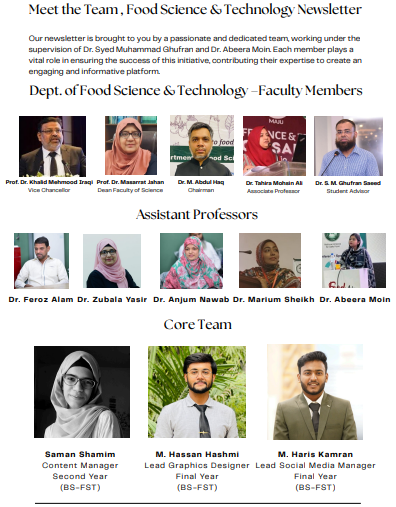 Meet the Team , Food Science & Technology Newsletter
Our newsletter is brought to you by a passionate and dedicated team, working under the
supervision of Dr. Syed Muhammad Ghufran and Dr. Abeera Moin. Each member plays a
vital role in ensuring the success of this initiative, contributing their expertise to create an
engaging and informative platform.
Dept. of Food Science & Technology –Faculty Members
Prof. Dr. Khalid Mehmood Iraqi
Vice Chancellor
Prof. Dr. Masarrat Jahan
Dean Faculty of Science
Dr. M. Abdul Haq
Chairman
Dr. Tahira Mohsin Ali
Associate Professor
Dr. S. M. Ghufran Saeed
Student Advisor
Assistant Professors
Dr. Feroz Alam
Dr. Zubala Yasir
Dr. Anjum Nawab
Dr. Marium Sheikh
Dr. Abeera Moin
Core Team
Saman Shamim
Content Manager
Second Year
(BS-FST)
M. Hassan Hashmi
Lead Graphics Designer
Final Year
(BS-FST)
M. Haris Kamran
Lead Social Media Manager
Final Year
(BS-FST)